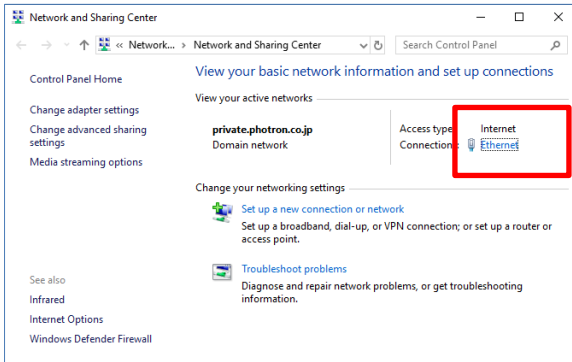 Network and Sharing Center
« Network... > Network and Sharing Center
Search Control Panel
Control Panel Home
Change adapter settings
Change advanced sharing
settings
Media streaming options
See also
Infrared
Internet Options
Windows Defender Firewall
View your basic network information and set up connections
View your active networks
private.photron.co.jp
Domain network
Access type: Internet
Connections: Ethernet
Change your networking settings
Set up a new connection or network
Set up a broadband, dial-up, or VPN connection; or set up a router or
access point.
Troubleshoot problems
Diagnose and repair network problems, or get troubleshooting
information.